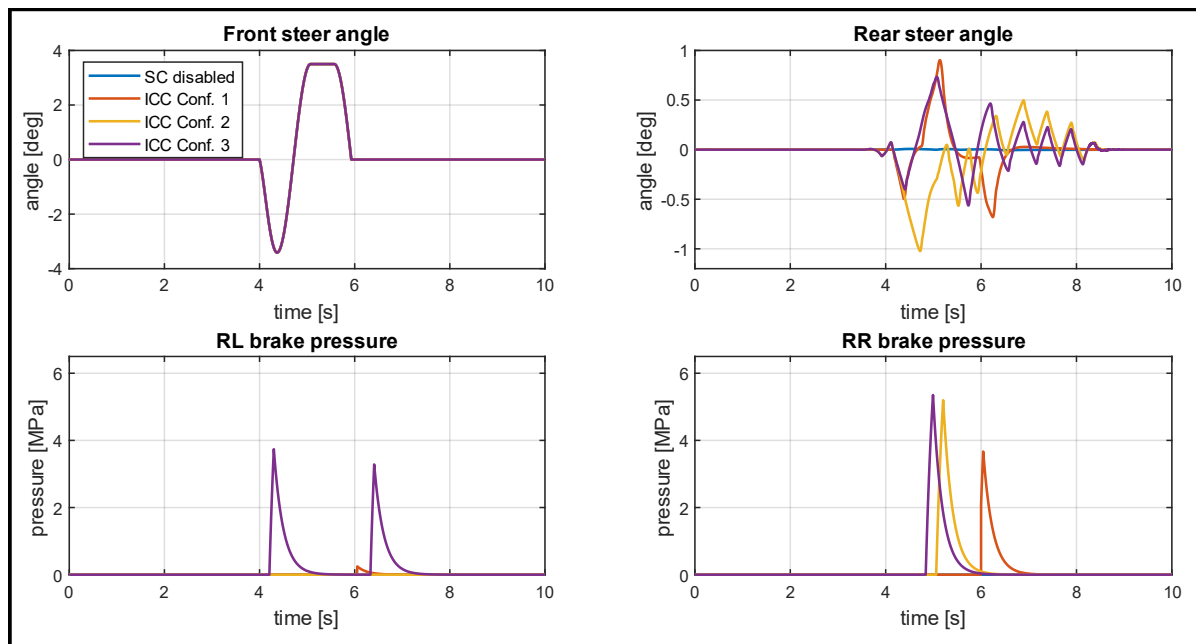 Front steer angle
4
2
0
-2
-4
angle [deg]
SC disabled
ICC Conf. 1
ICC Conf. 2
ICC Conf. 3
0 2 4 6 8 10
time [s]
Rear steer angle
1
0.5
0
-0.5
-1
angle [deg]
0 2 4 6 8 10
time [s]
RL brake pressure
6
4
2
0
pressure [MPa]
0 2 4 6 8 10
time [s]
RR brake pressure
6
4
2
0
pressure [MPa]
0 2 4 6 8 10
time [s]